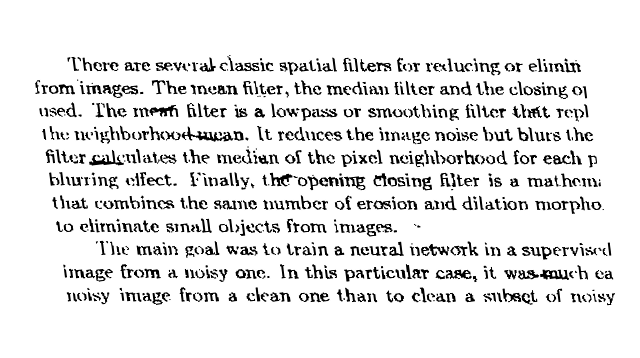 There are several classic spatial filters for reducing or elimin
from images. The mean filter, the median filter and the closing op
used. The mean filter is a lowpass or smoothing filter that repl
the neighborhood mean. It reduces the image noise but blurs the
filter calculates the median of the pixel neighborhood for each p
blurring effect. Finally, the opening closing filter is a mathema
that combines the same number of erosion and dilation morpho
to eliminate small objects from images.
The main goal was to train a neural network in a supervised
image from a noisy one. In this particular case, it was much ea
noisy image from a clean one than to clean a subset of noisy